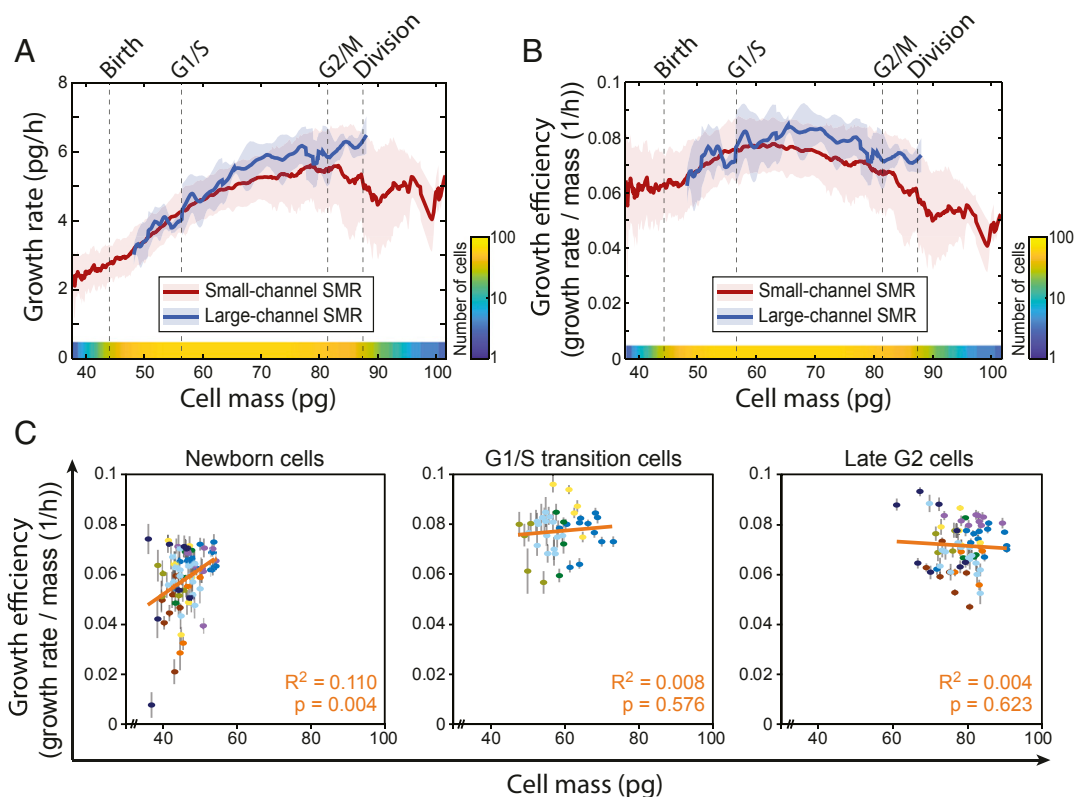 A
Birth
G1/S
G2/M
Division
Growth rate (pg/h)
8
6
4
2
0
Small-channel SMR
Large-channel SMR
Number of cells
100
10
1
40 50 60 70 80 90 100
Cell mass (pg)
B
Birth
G1/S
G2/M
Division
Growth efficiency
(growth rate / mass (1/h))
0.1
0.08
0.06
0.04
0.02
0
Small-channel SMR
Large-channel SMR
Number of cells
100
10
1
40 50 60 70 80 90 100
Cell mass (pg)
C
Growth efficiency
(growth rate / mass (1/h))
Newborn cells
0.1
0.08
0.06
0.04
0.02
0
R² = 0.110
p = 0.004
40 60 80 100
G1/S transition cells
0.1
0.08
0.06
0.04
0.02
0
R² = 0.008
p = 0.576
40 60 80 100
Late G2 cells
0.1
0.08
0.06
0.04
0.02
0
R² = 0.004
p = 0.623
40 60 80 100
Cell mass (pg)